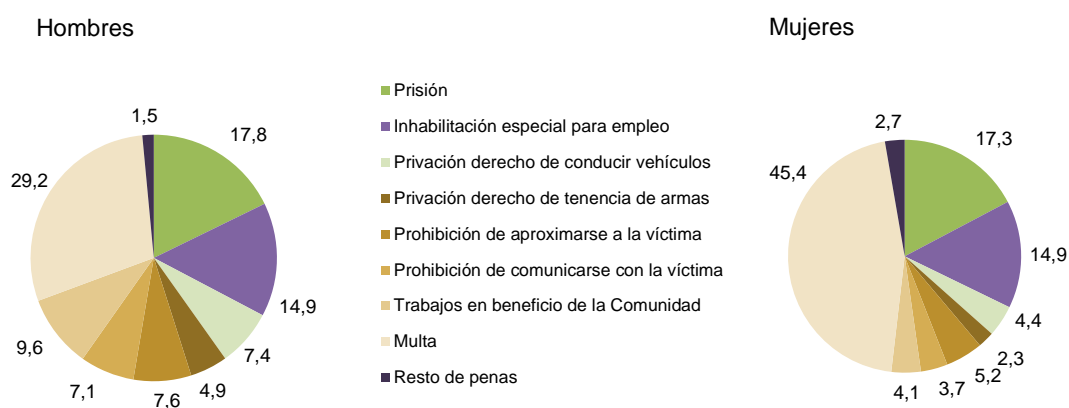 Hombres
1,5
17,8
29,2
14,9
9,6
7,4
7,1
7,6
4,9
Prisión
Inhabilitación especial para empleo
Privación derecho de conducir vehículos
Privación derecho de tenencia de armas
Prohibición de aproximarse a la víctima
Prohibición de comunicarse con la víctima
Trabajos en beneficio de la Comunidad
Multa
Resto de penas
Mujeres
2,7
17,3
45,4
14,9
4,4
2,3
5,2
3,7
4,1